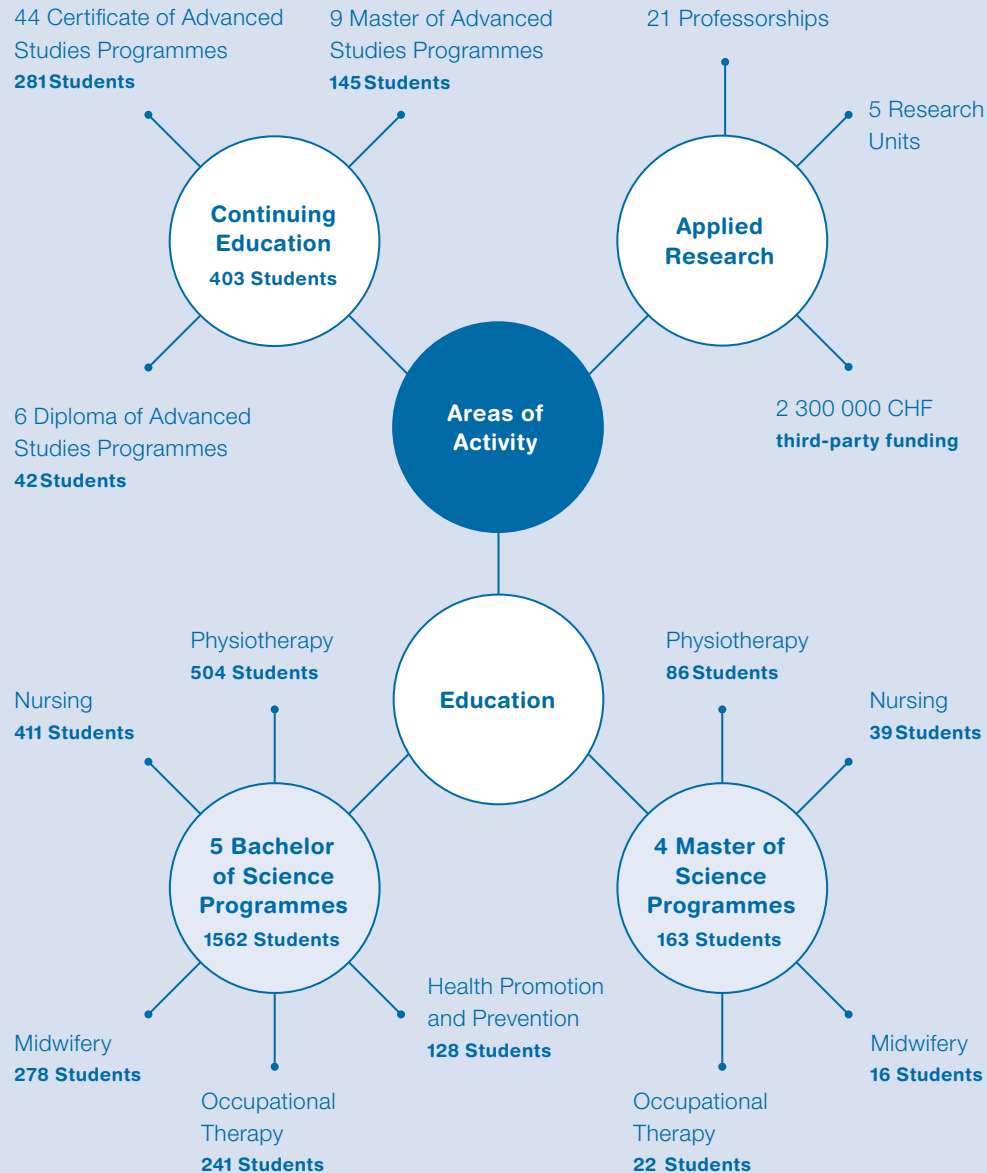 44 Certificate of Advanced
Studies Programmes
281 Students
9 Master of Advanced
Studies Programmes
145 Students
21 Professorships
5 Research
Units
Continuing
Education
403 Students
Applied
Research
6 Diploma of Advanced
Studies Programmes
42 Students
Areas of
Activity
2 300 000 CHF
third-party funding
Education
Physiotherapy
504 Students
Nursing
411 Students
Physiotherapy
86 Students
Nursing
39 Students
5 Bachelor
of Science
Programmes
1562 Students
4 Master of
Science
Programmes
163 Students
Midwifery
278 Students
Occupational
Therapy
241 Students
Health Promotion
and Prevention
128 Students
Occupational
Therapy
22 Students
Midwifery
16 Students